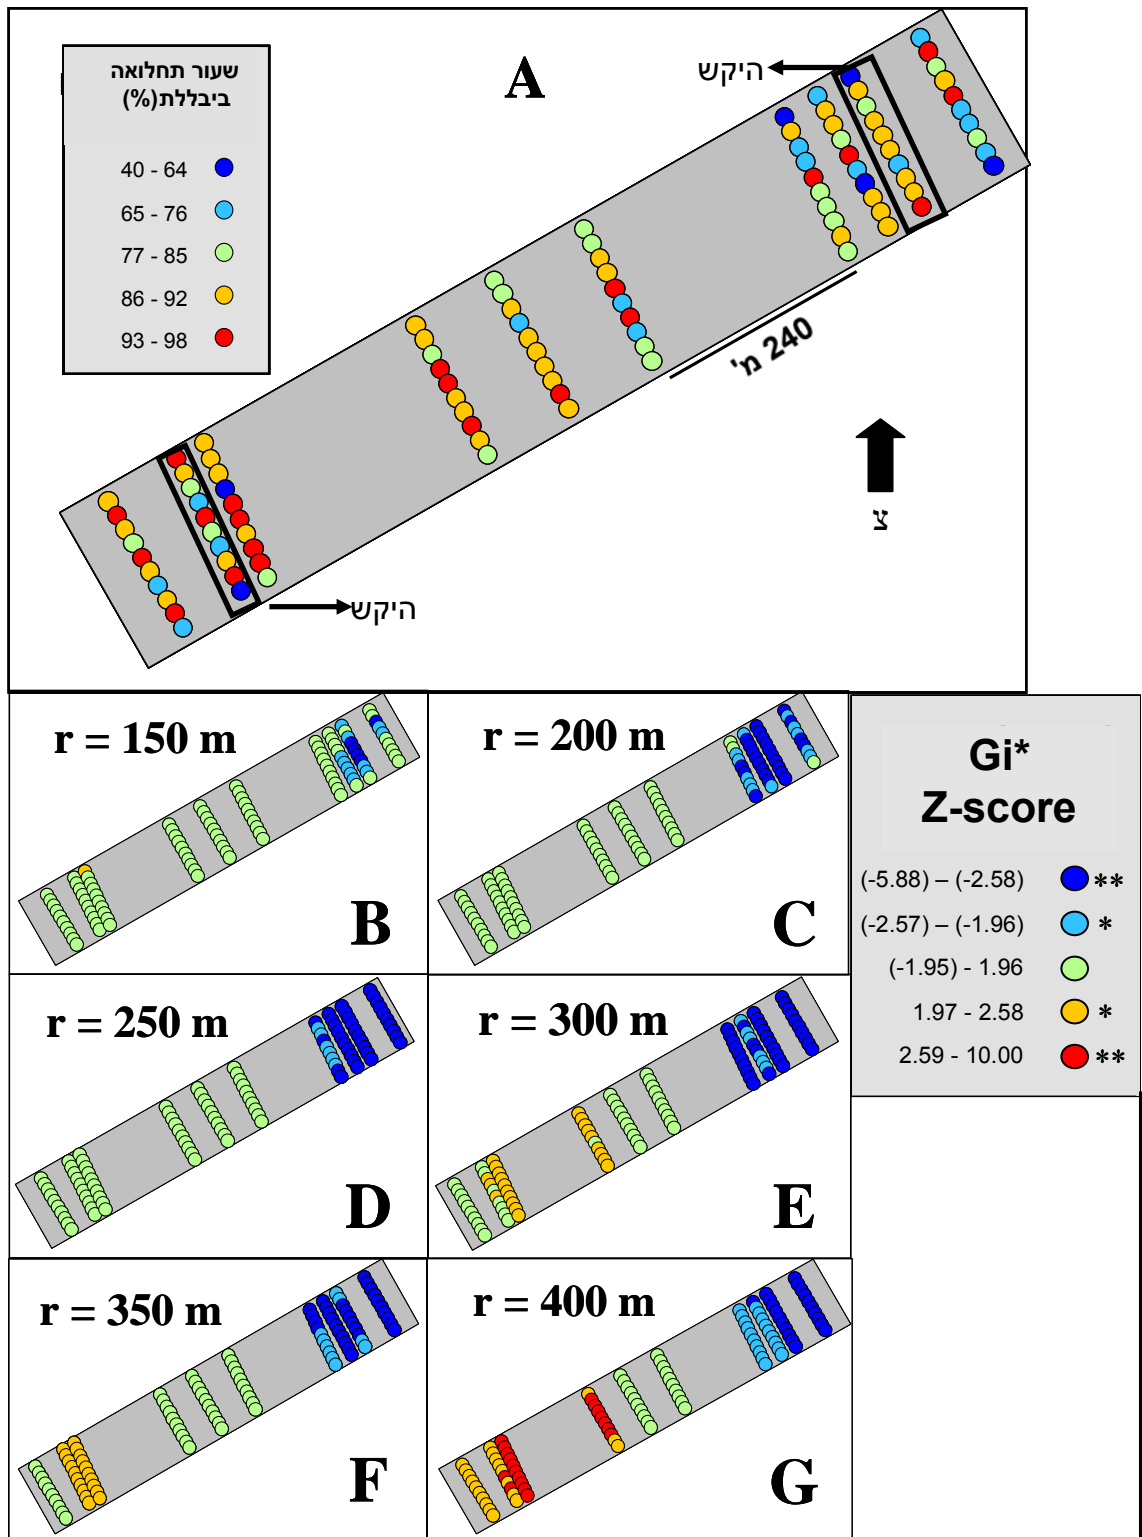 A
שעור תחלואה
ביבללת(%)
40 - 64
65 - 76
77 - 85
86 - 92
93 - 98
היקש
240 מ'
צ
היקש
r = 150 m
B
r = 200 m
C
Gi*
Z-score
(-5.88) – (-2.58) **
(-2.57) – (-1.96) *
(-1.95) - 1.96
1.97 - 2.58 *
2.59 - 10.00 **
r = 250 m
D
r = 300 m
E
r = 350 m
F
r = 400 m
G